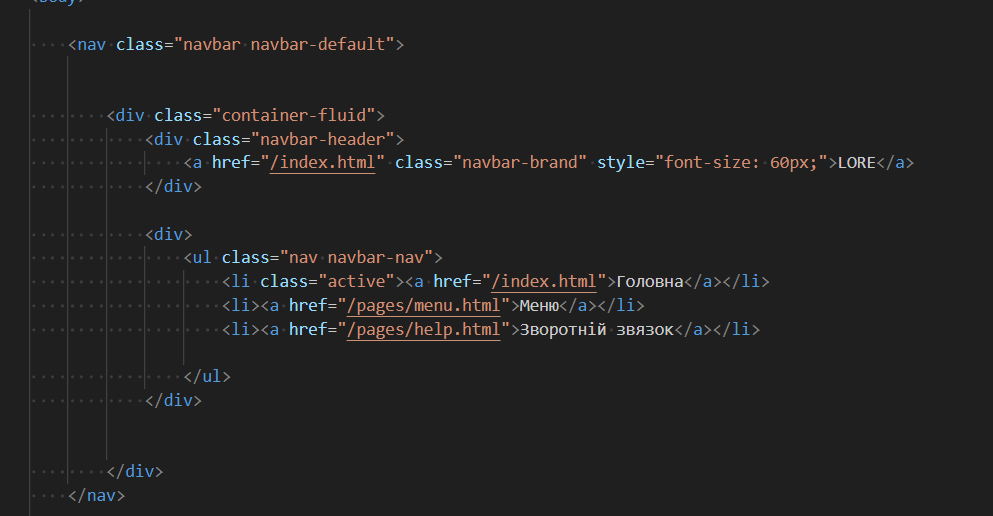 <body>
<nav class="navbar navbar-default">
<div class="container-fluid">
<div class="navbar-header">
<a href="/index.html" class="navbar-brand" style="font-size: 60px;">LORE</a>
</div>
<div>
<ul class="nav navbar-nav">
<li class="active"><a href="/index.html">Головна</a></li>
<li><a href="/pages/menu.html">Меню</a></li>
<li><a href="/pages/help.html">Зворотній звязок</a></li>
</ul>
</div>
</div>
</nav>